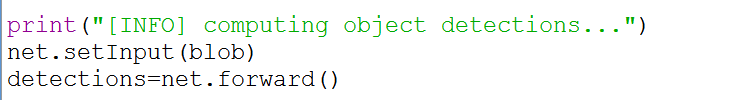 print("[INFO] computing object detections...")
net.setInput(blob)
detections=net.forward()